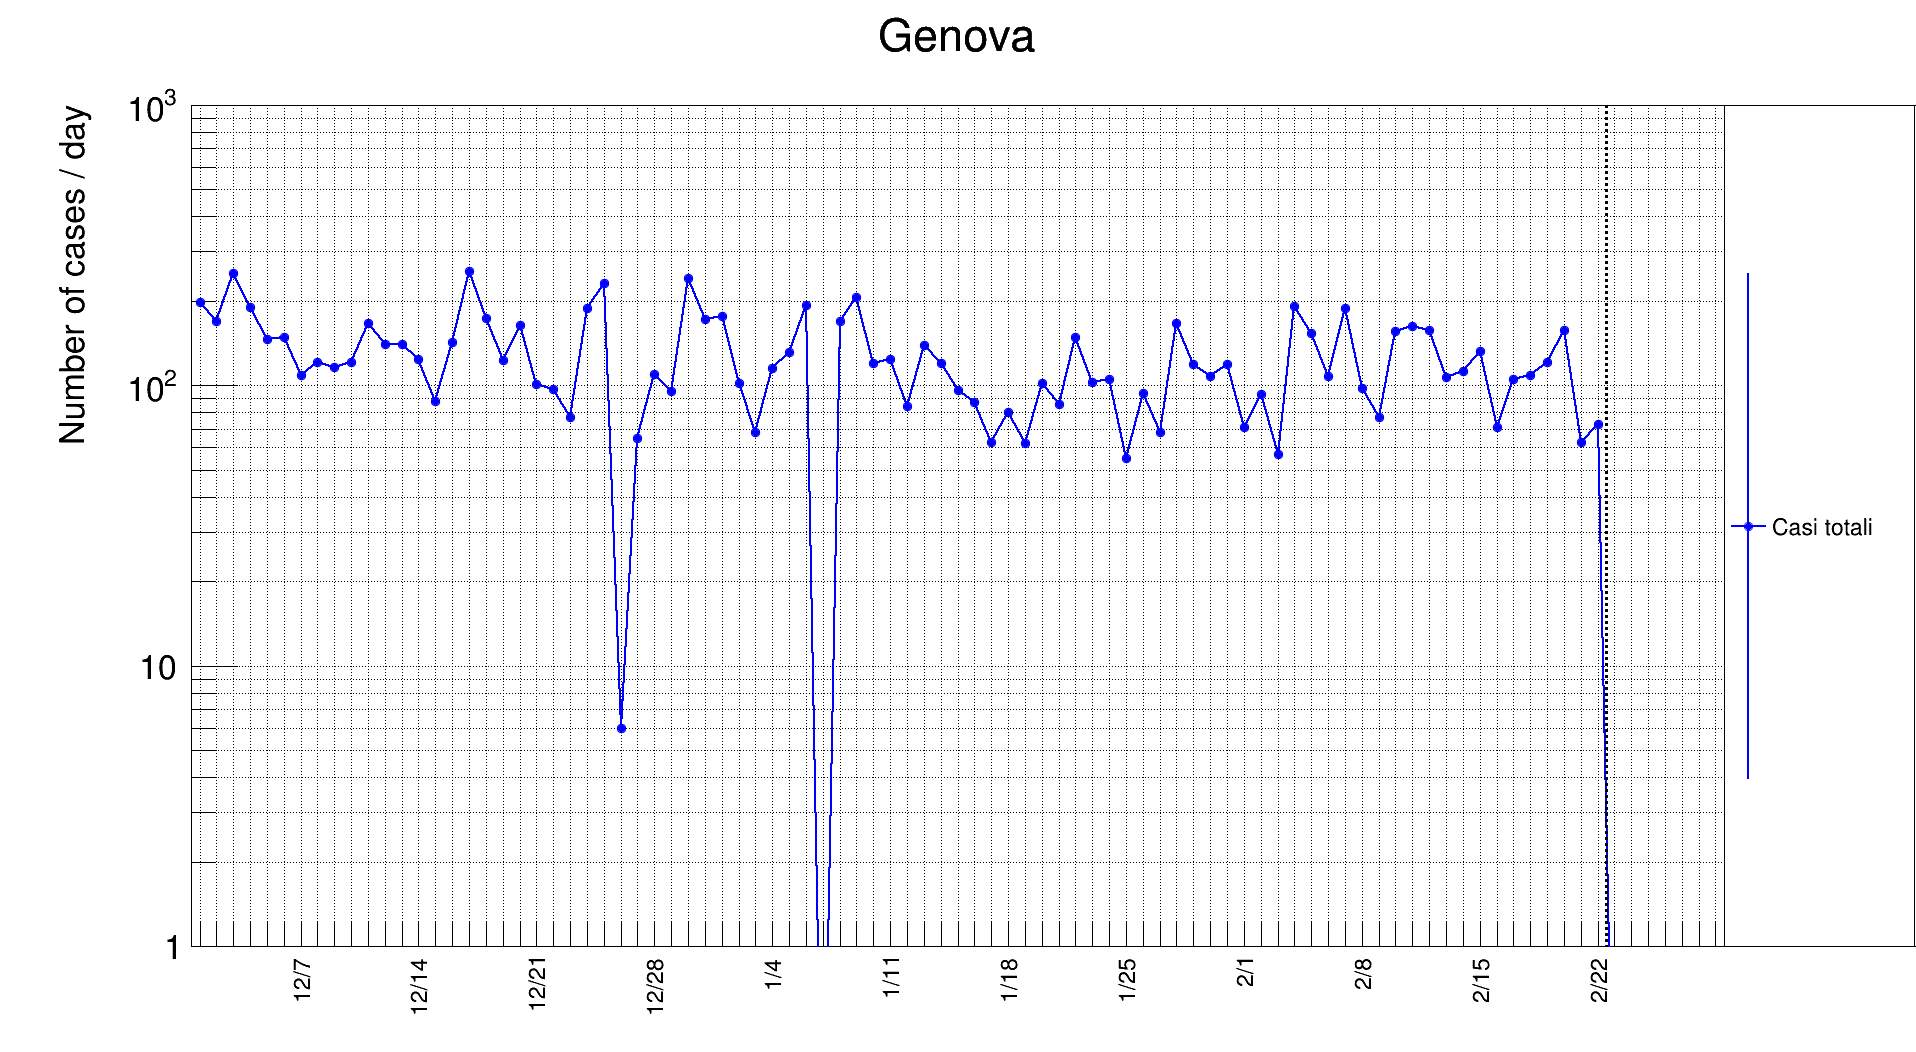 Genova
Number of cases / day
10³
10²
10
1
12/7 12/14 12/21 12/28 1/4 1/11 1/18 1/25 2/1 2/8 2/15 2/22
Casi totali